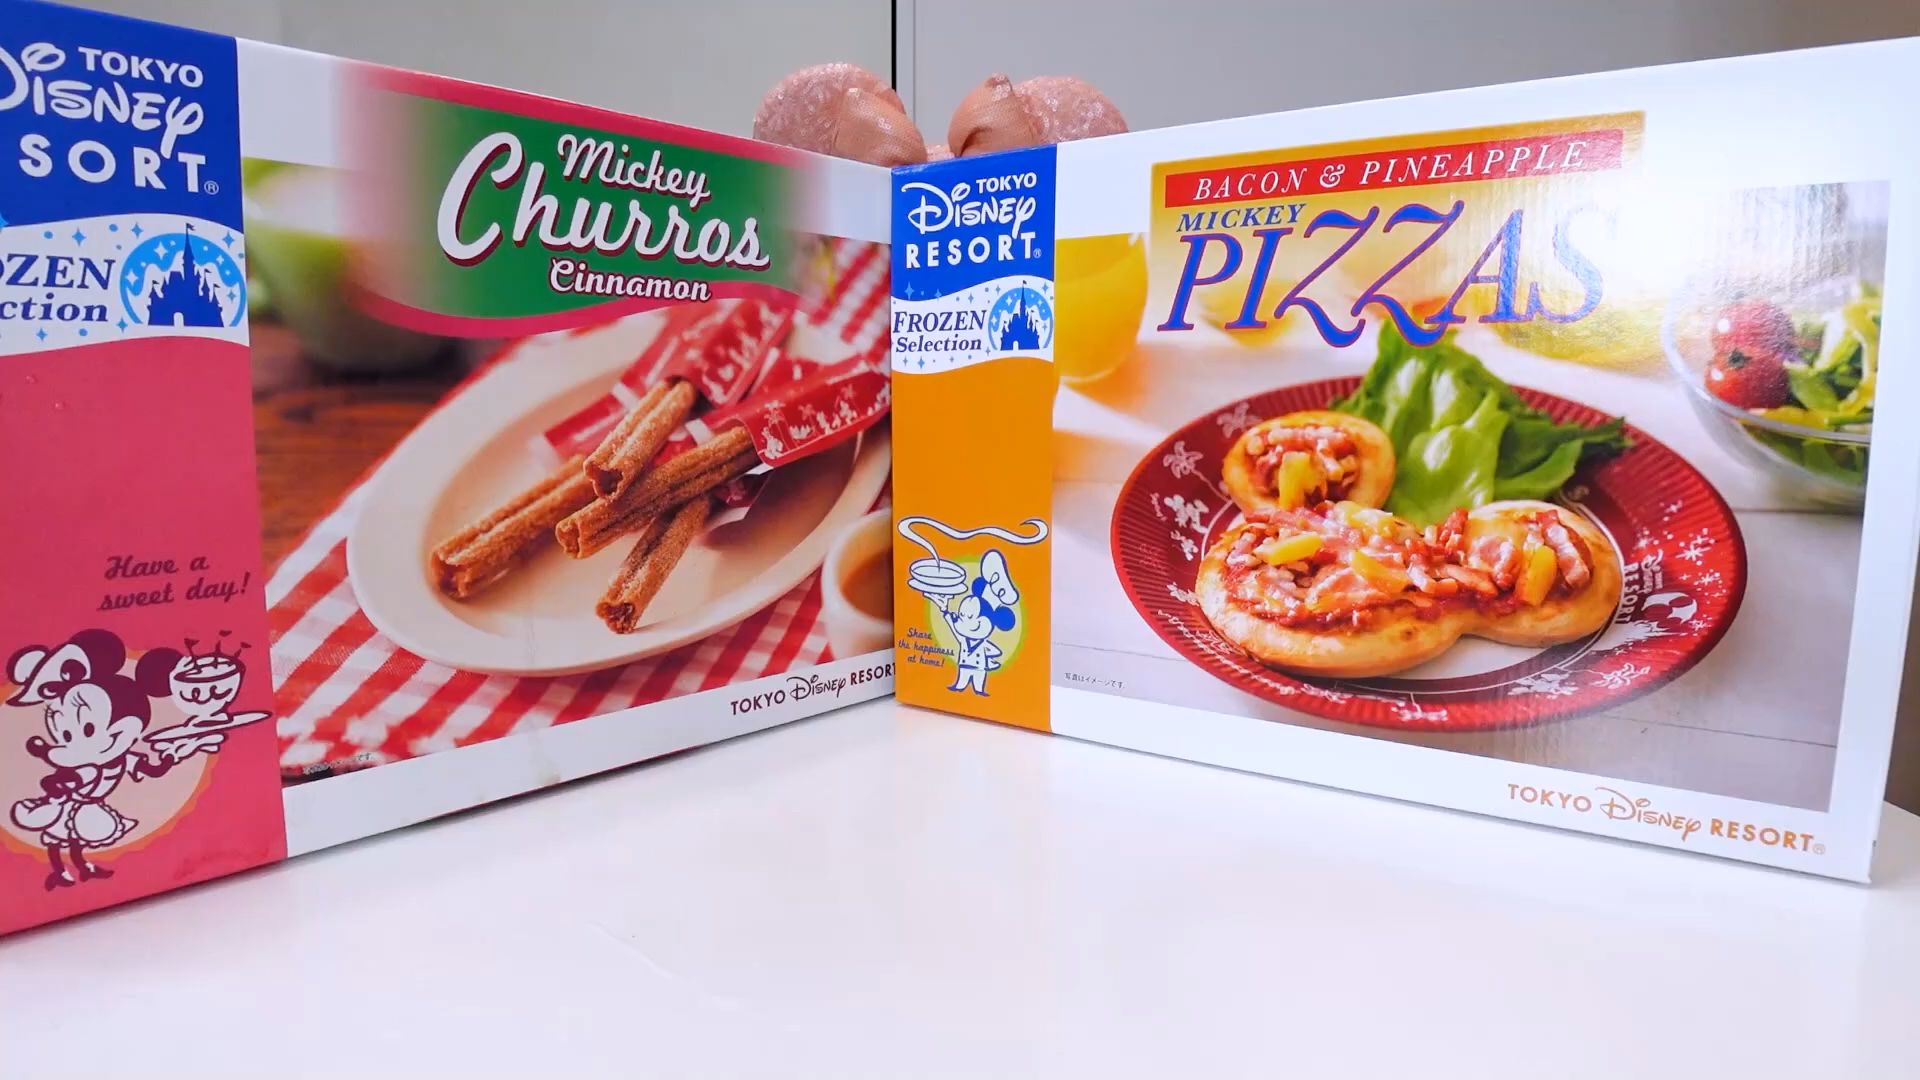 TOKYO
Disney
SORT®
OZEN
ction
Have a
sweet day!
Mickey
Churros
Cinnamon
TOKYO Disney RESORT
TOKYO
Disney
RESORT®
FROZEN
Selection
Share
the happiness
at home!
BACON & PINEAPPLE
MICKEY
PIZZAS
RESORT
写真はイメージです。
TOKYO Disney RESORT®